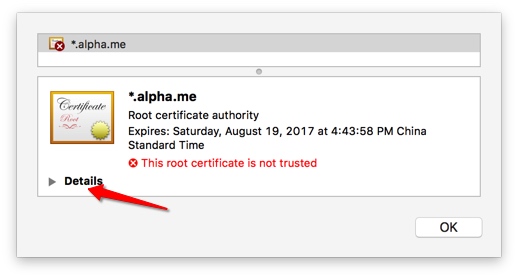 *.alpha.me
Certificate
Root
*.alpha.me
Root certificate authority
Expires: Saturday, August 19, 2017 at 4:43:58 PM China
Standard Time
This root certificate is not trusted
Details
OK